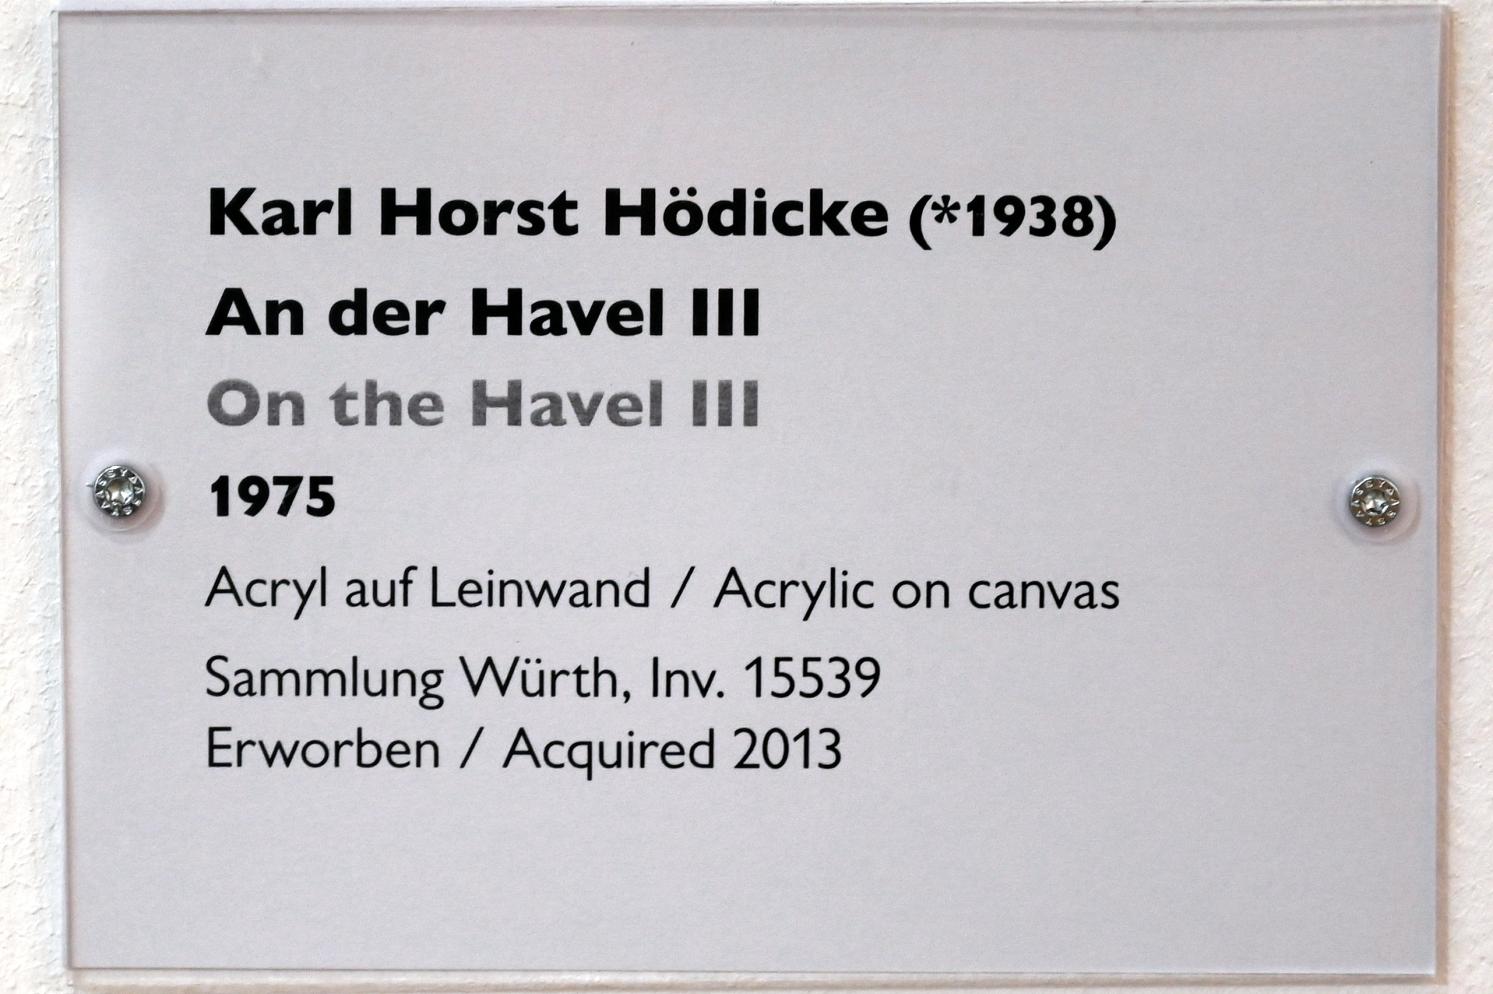 Karl Horst Hödicke (*1938)
An der Havel III
On the Havel III
1975
Acryl auf Leinwand / Acrylic on canvas
Sammlung Würth, Inv. 15539
Erworben / Acquired 2013